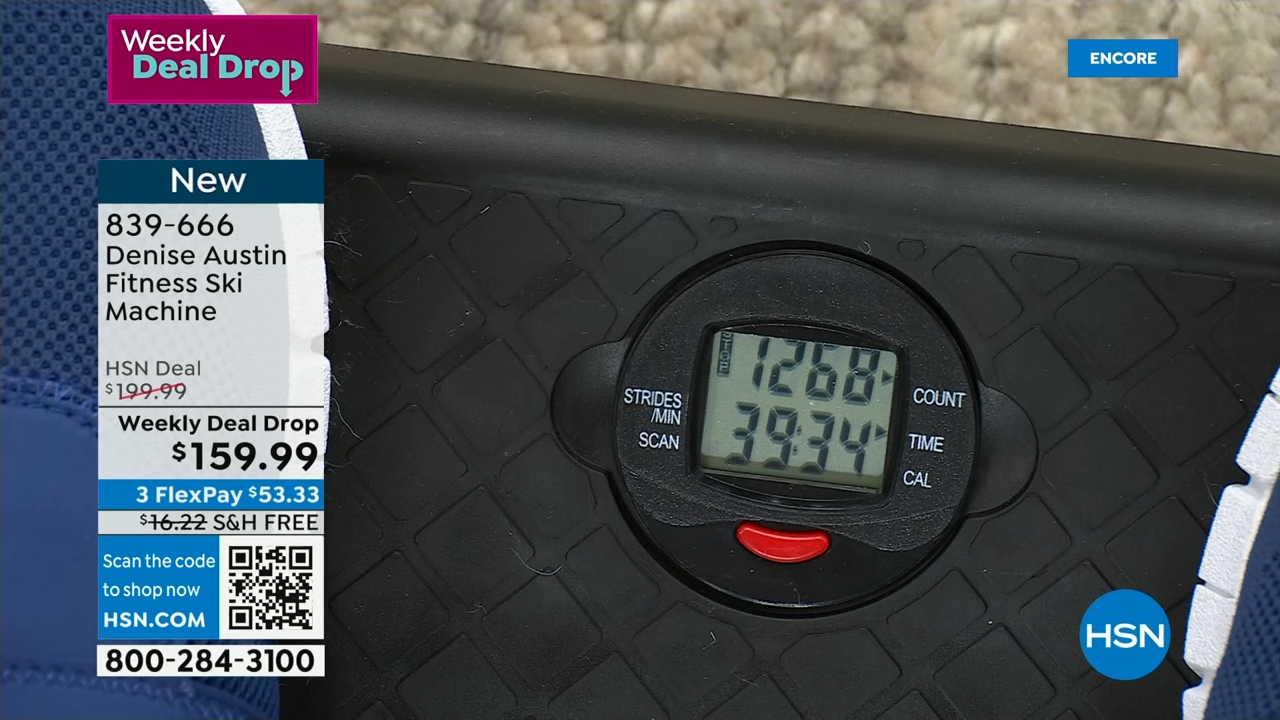 Weekly
Deal Drop
ENCORE
New
839-666
Denise Austin
Fitness Ski
Machine
HSN Deal
$199.99
Weekly Deal Drop
$159.99
3 FlexPay $53.33
$16.22 S&H FREE
Scan the code
to shop now
HSN.COM
800-284-3100
STOP
1268
39:34
STRIDES
/MIN
SCAN
COUNT
TIME
CAL
HSN